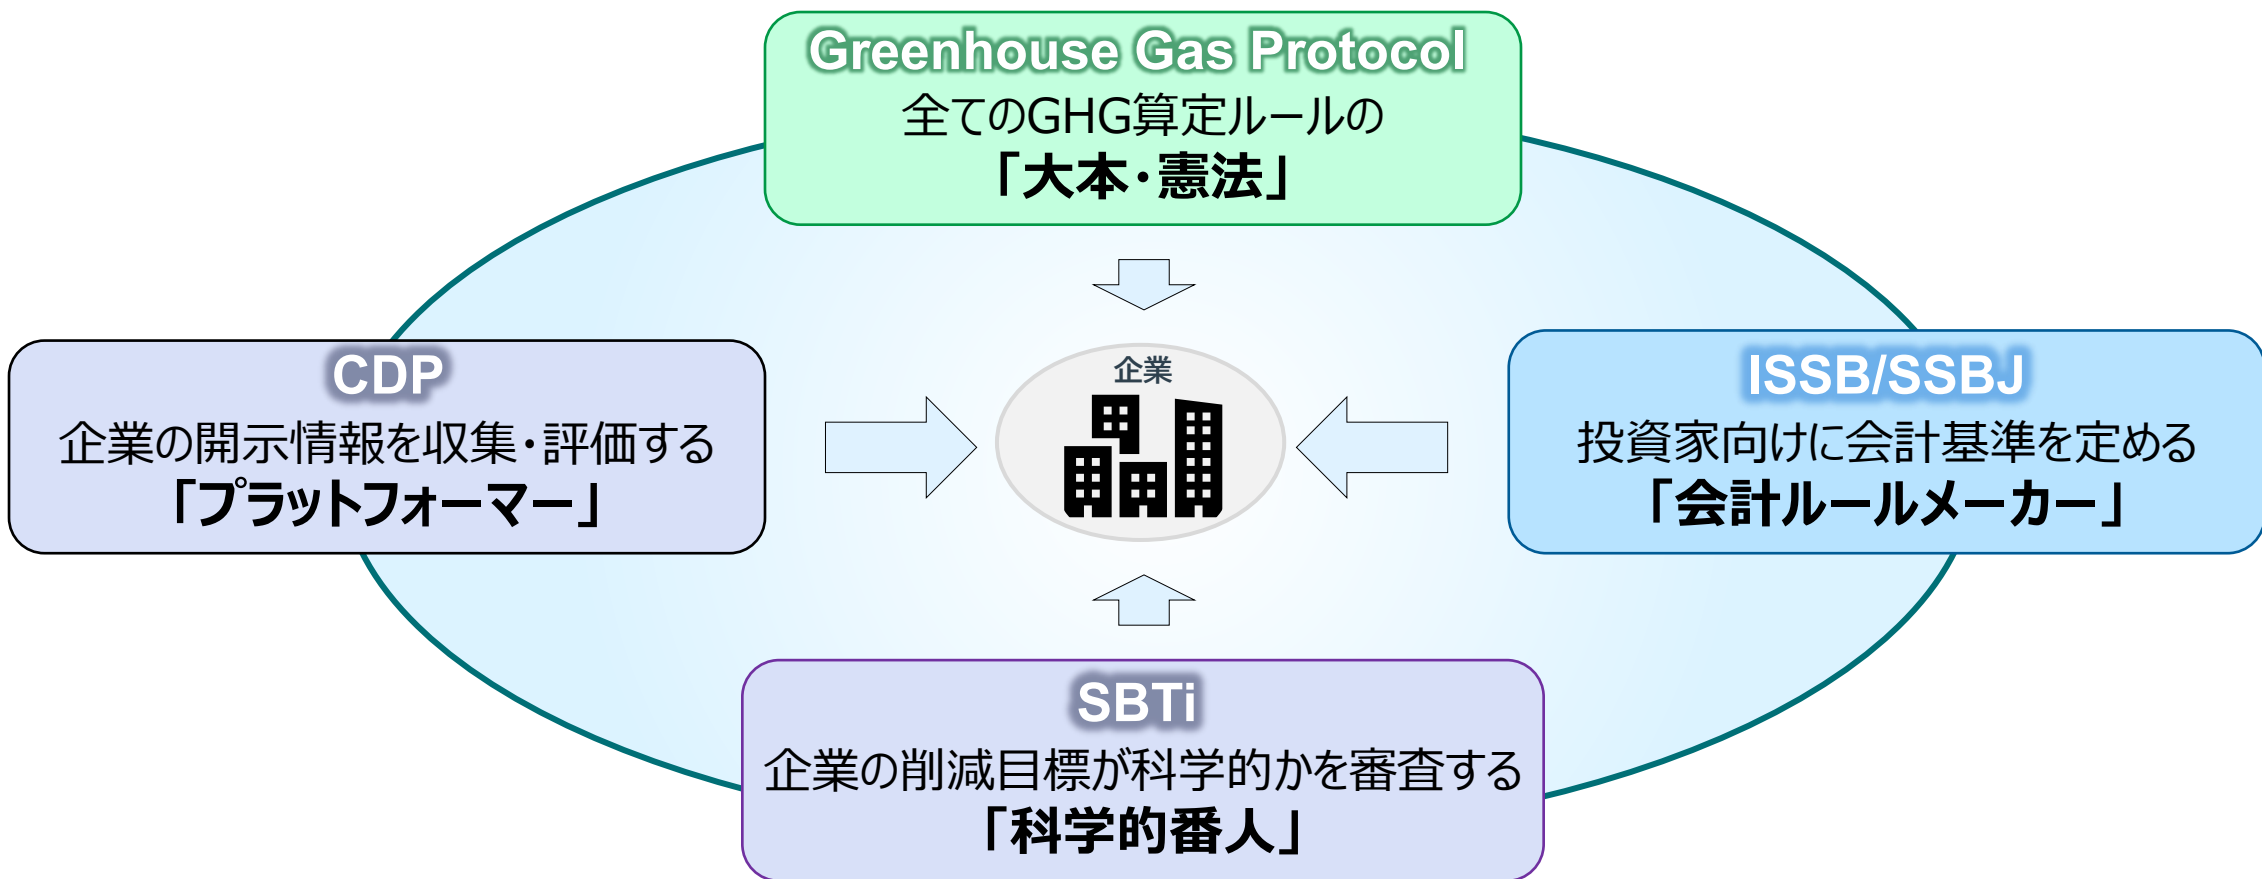 Greenhouse Gas Protocol
全てのGHG算定ルールの
「大本・憲法」
CDP
企業の開示情報を収集・評価する
「プラットフォーマー」
企業
ISSB/SSBJ
投資家向けに会計基準を定める
「会計ルールメーカー」
SBTi
企業の削減目標が科学的かを審査する
「科学的番人」